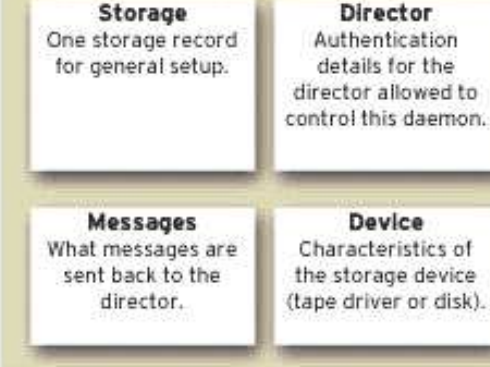 Storage
One storage record
for general setup.
Director
Authentication
details for the
director allowed to
control this daemon.
Messages
What messages are
sent back to the
director.
Device
Characteristics of
the storage device
(tape driver or disk).